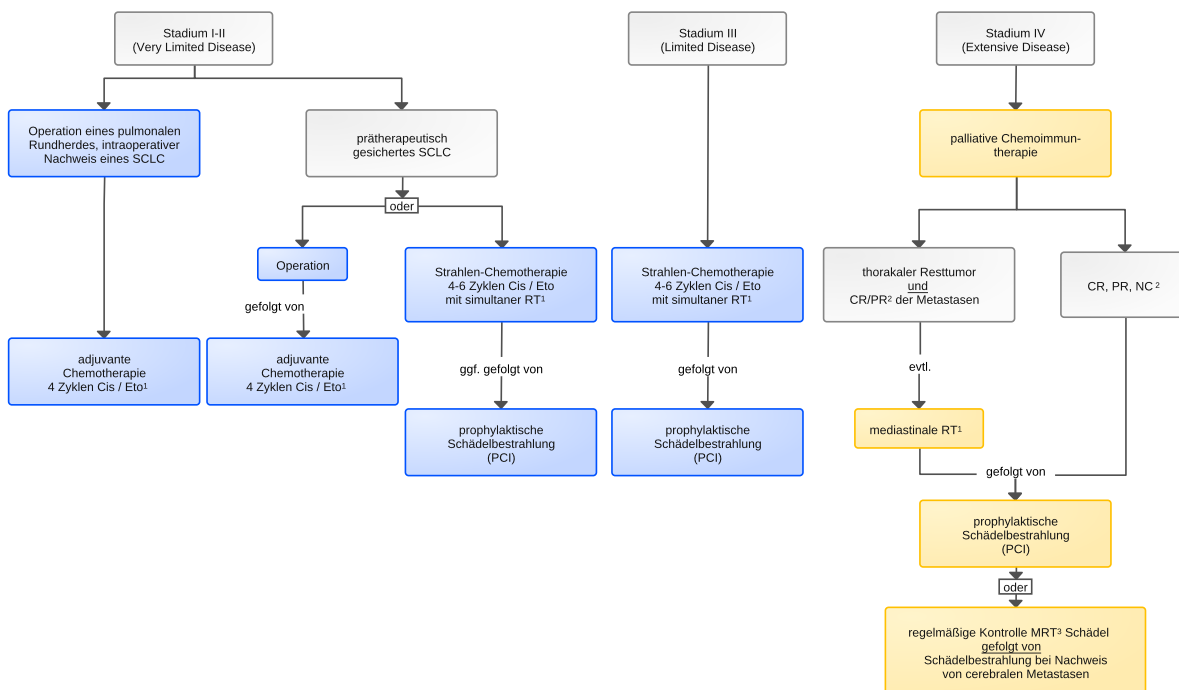 Stadium I-II
(Very Limited Disease)
Stadium III
(Limited Disease)
Stadium IV
(Extensive Disease)
Operation eines pulmonalen
Rundherdes, intraoperativer
Nachweis eines SCLC
prätherapeutisch
gesichertes SCLC
palliative Chemoimmun-
therapie
oder
Operation
Strahlen-Chemotherapie
4-6 Zyklen Cis / Eto
mit simultaner RT¹
Strahlen-Chemotherapie
4-6 Zyklen Cis / Eto
mit simultaner RT¹
thorakaler Resttumor
und
CR/PR² der Metastasen
CR, PR, NC ²
gefolgt von
adjuvante
Chemotherapie
4 Zyklen Cis / Eto¹
adjuvante
Chemotherapie
4 Zyklen Cis / Eto¹
ggf. gefolgt von
gefolgt von
evtl.
prophylaktische
Schädelbestrahlung
(PCI)
prophylaktische
Schädelbestrahlung
(PCI)
mediastinale RT¹
gefolgt von
prophylaktische
Schädelbestrahlung
(PCI)
oder
regelmäßige Kontrolle MRT³ Schädel
gefolgt von
Schädelbestrahlung bei Nachweis
von cerebralen Metastasen